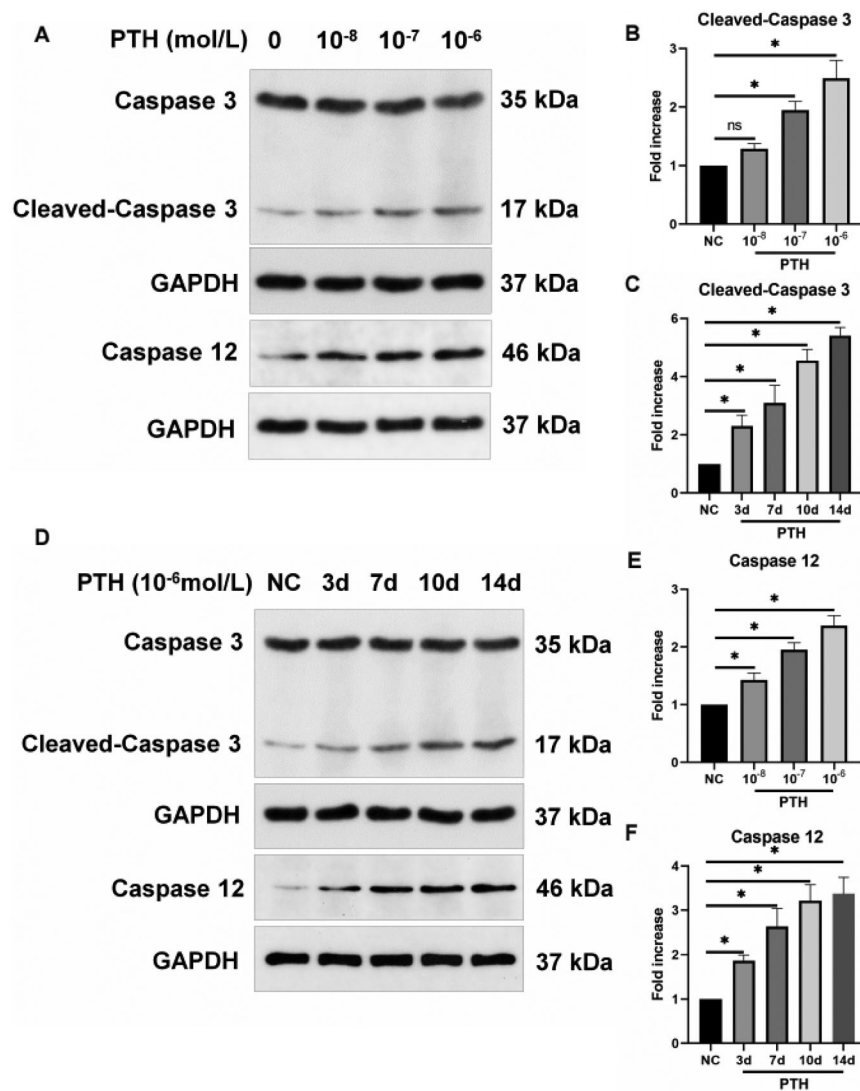 A
PTH (mol/L) 0 10⁻⁸ 10⁻⁷ 10⁻⁶
Caspase 3 35 kDa
Cleaved-Caspase 3 17 kDa
GAPDH 37 kDa
Caspase 12 46 kDa
GAPDH 37 kDa
B
Cleaved-Caspase 3
Fold increase
3
2
1
0
ns * *
NC 10⁻⁸ 10⁻⁷ 10⁻⁶
PTH
C
Cleaved-Caspase 3
Fold increase
6
4
2
0
* * * *
NC 3d 7d 10d 14d
PTH
D
PTH (10⁻⁶mol/L) NC 3d 7d 10d 14d
Caspase 3 35 kDa
Cleaved-Caspase 3 17 kDa
GAPDH 37 kDa
Caspase 12 46 kDa
GAPDH 37 kDa
E
Caspase 12
Fold increase
3
2
1
0
* * *
NC 10⁻⁸ 10⁻⁷ 10⁻⁶
PTH
F
Caspase 12
Fold increase
4
3
2
1
0
* * * *
NC 3d 7d 10d 14d
PTH